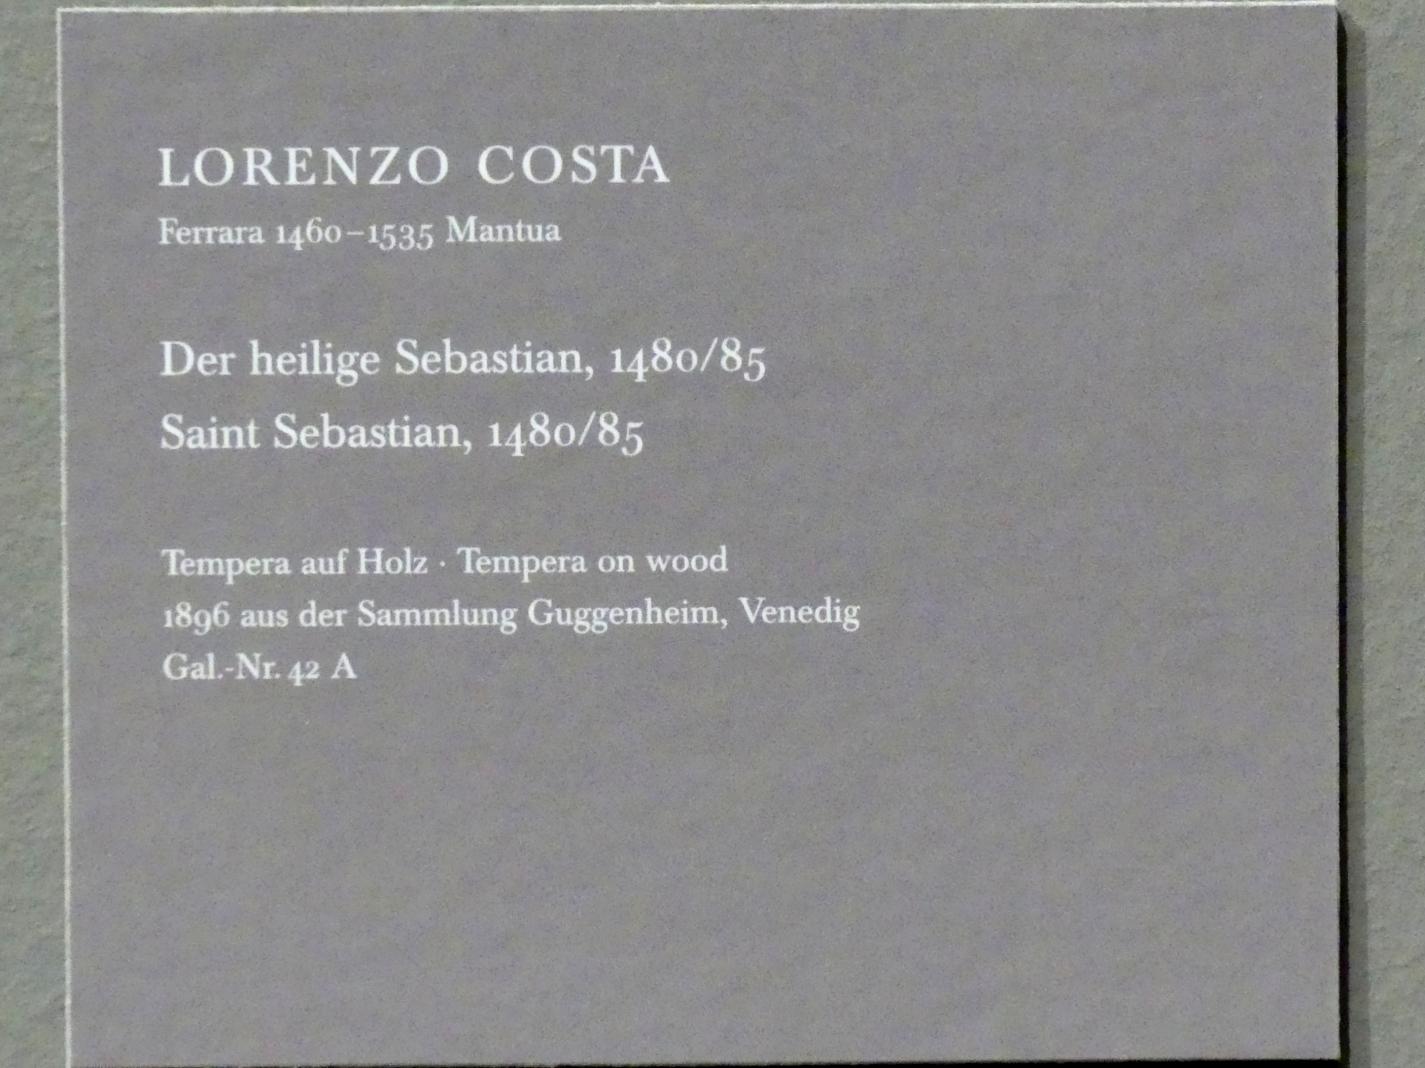 LORENZO COSTA
Ferrara 1460–1535 Mantua
Der heilige Sebastian, 1480/85
Saint Sebastian, 1480/85
Tempera auf Holz · Tempera on wood
1896 aus der Sammlung Guggenheim, Venedig
Gal.-Nr. 42 A